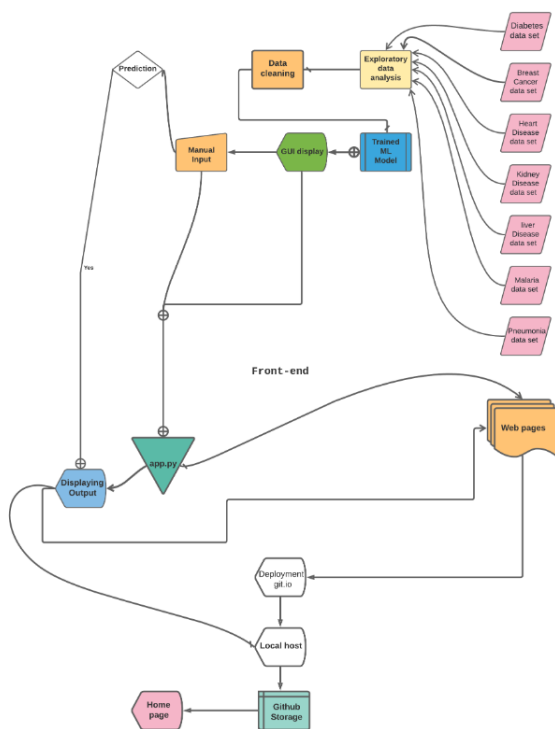 Diabetes
data set
Data
cleaning
Exploratory
data
analysis
Prediction
Breast
Cancer
data set
Heart
Disease
data set
Manual
Input
GUI display
Trained
ML
Model
Kidney
Disease
data set
liver
Disease
data set
Yes
Malaria
data set
Pneumonia
data set
Front-end
Web pages
app.py
Displaying
Output
Deployment
git.io
Local host
Home
page
Github
Storage